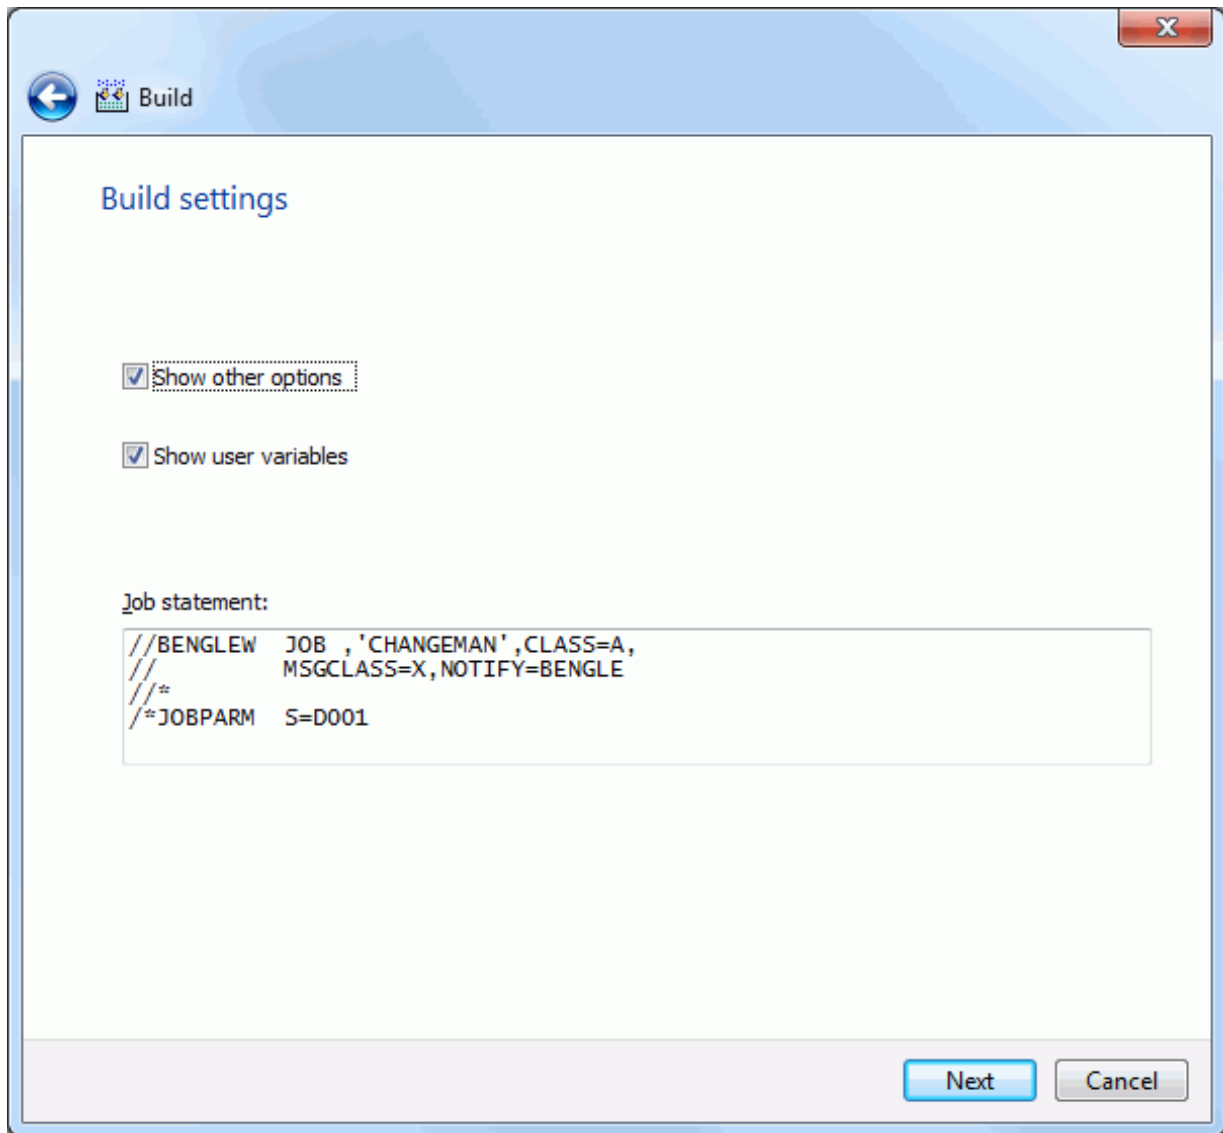 Build
Build settings
Show other options
Show user variables
Job statement:
//BENGLEW  JOB ,'CHANGEMAN',CLASS=A,
//         MSGCLASS=X,NOTIFY=BENGLE
//*
/*JOBPARM  S=D001
Next
Cancel